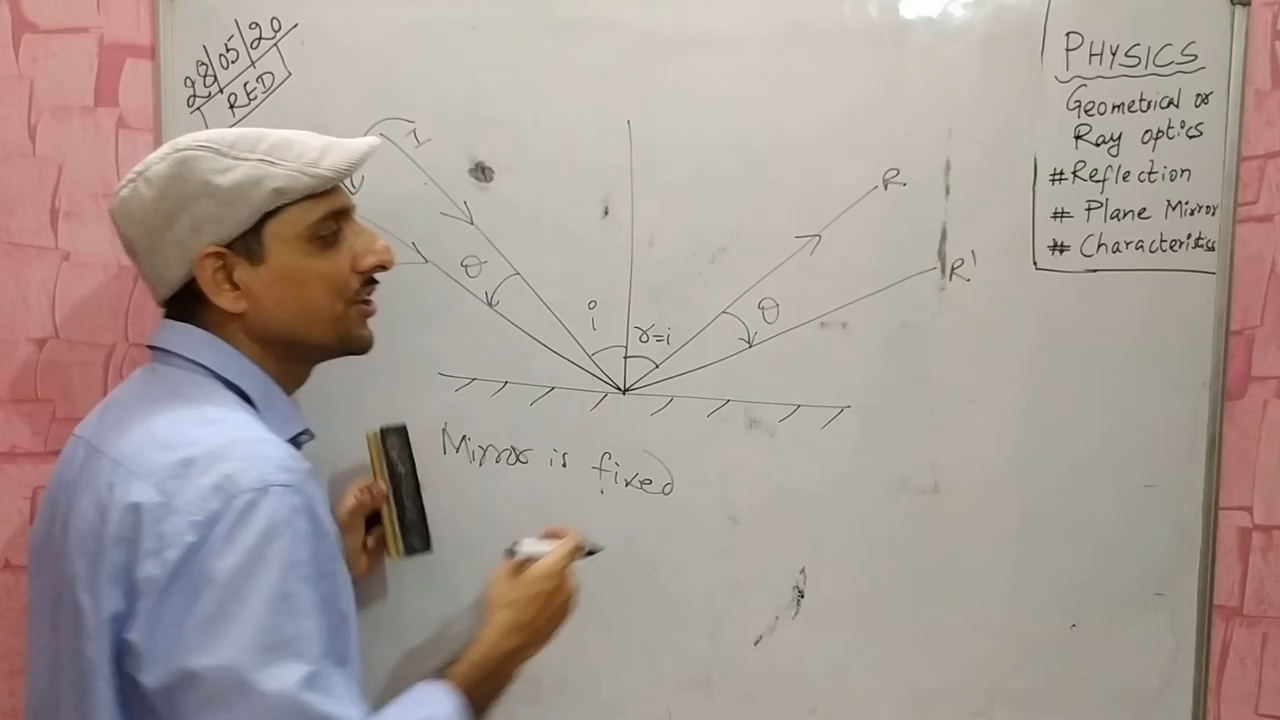 28/05/20
RED
PHYSICS
Geometrical or
Ray optics
#Reflection
# Plane Mirror
# Characteristics
I
R
R'
θ
i
r=i
θ
Mirror is fixed